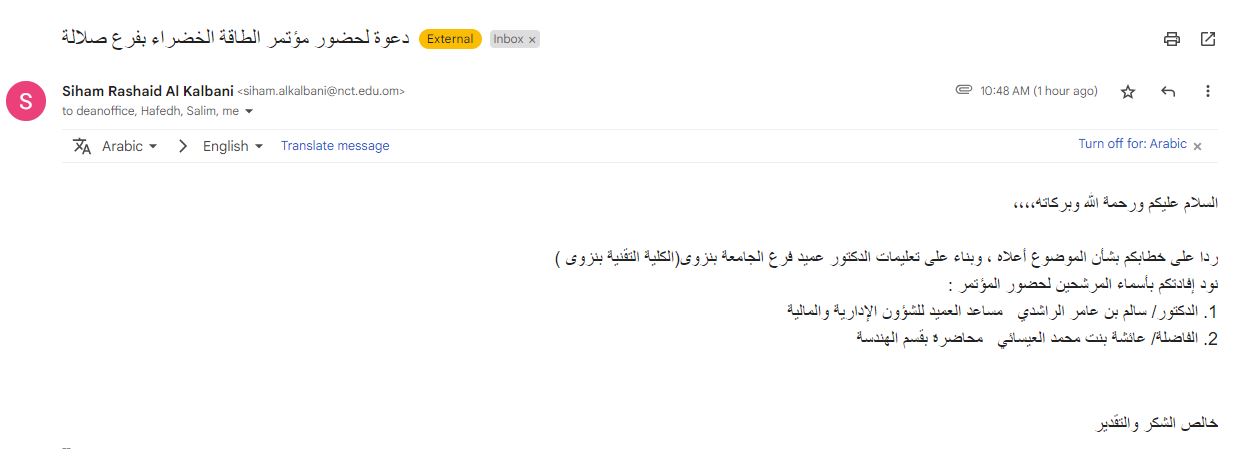 دعوة لحضور مؤتمر الطاقة الخضراء بفرع صلالة External Inbox ×
S
Siham Rashaid Al Kalbani <siham.alkalbani@nct.edu.om> 10:48 AM (1 hour ago)
to deanoffice, Hafedh, Salim, me
Arabic > English Translate message Turn off for: Arabic ×
السلام عليكم ورحمة الله وبركاته،،،،
ردا على خطابكم بشأن الموضوع أعلاه ، وبناء على تعليمات الدكتور عميد فرع الجامعة بنزوى(الكلية التقنية بنزوى )
نود إفادتكم بأسماء المرشحين لحضور المؤتمر :
1. الدكتور/ سالم بن عامر الراشدي مساعد العميد للشؤون الإدارية والمالية
2. الفاضلة/ عائشة بنت محمد العيسائي محاضرة بقسم الهندسة
خالص الشكر والتقدير
--